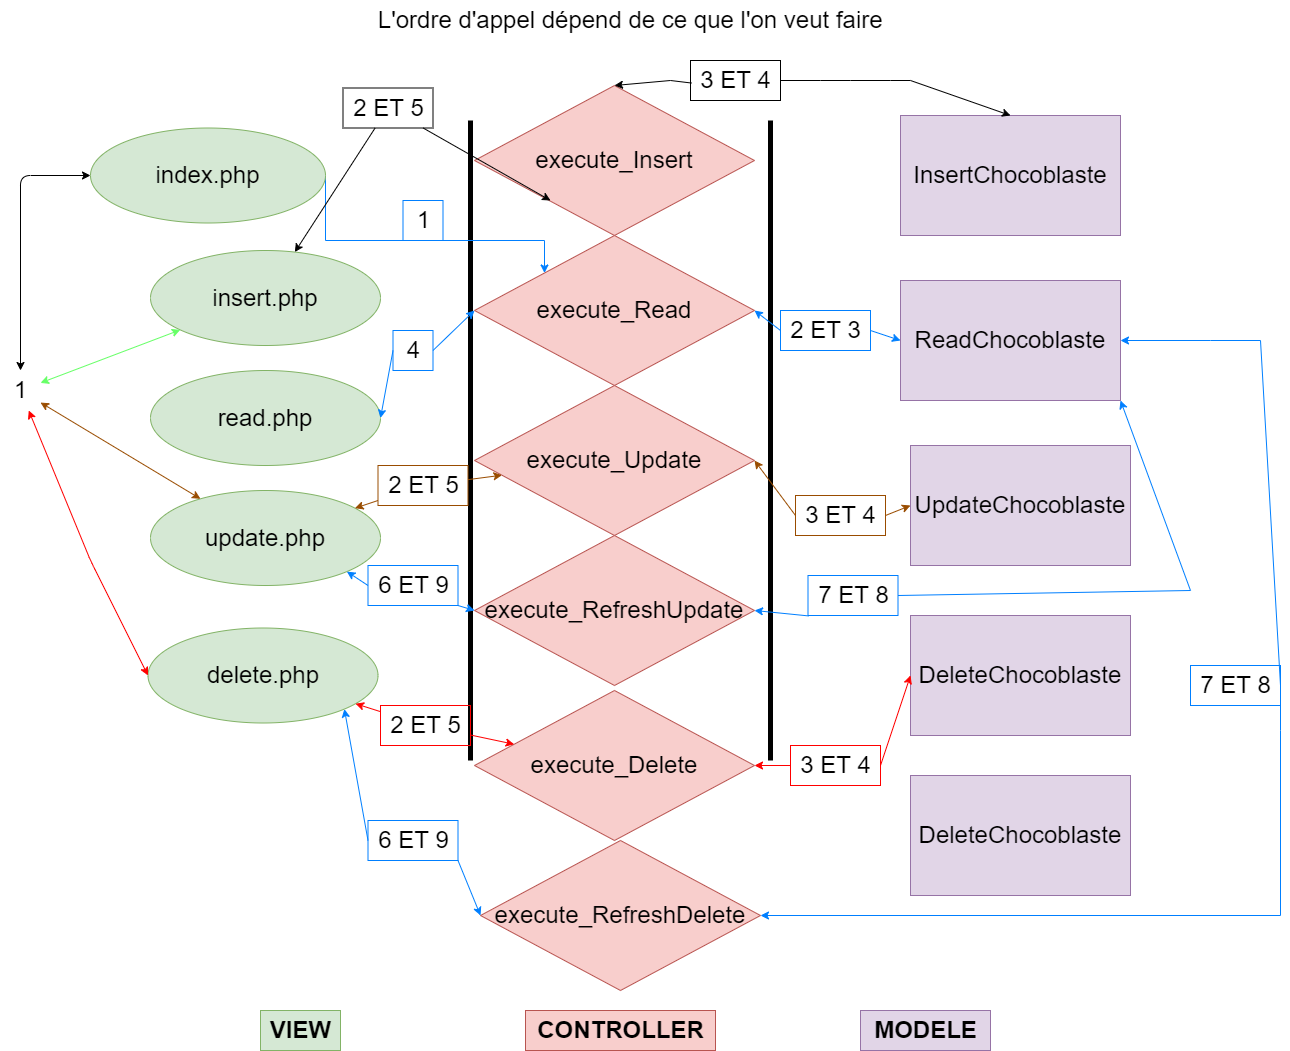 L'ordre d'appel dépend de ce que l'on veut faire
3 ET 4
2 ET 5
execute_Insert
index.php
InsertChocoblaste
1
insert.php
execute_Read
2 ET 3
ReadChocoblaste
4
1
read.php
execute_Update
2 ET 5
3 ET 4
UpdateChocoblaste
update.php
6 ET 9
execute_RefreshUpdate
7 ET 8
delete.php
DeleteChocoblaste
7 ET 8
2 ET 5
execute_Delete
3 ET 4
6 ET 9
DeleteChocoblaste
execute_RefreshDelete
VIEW
CONTROLLER
MODELE